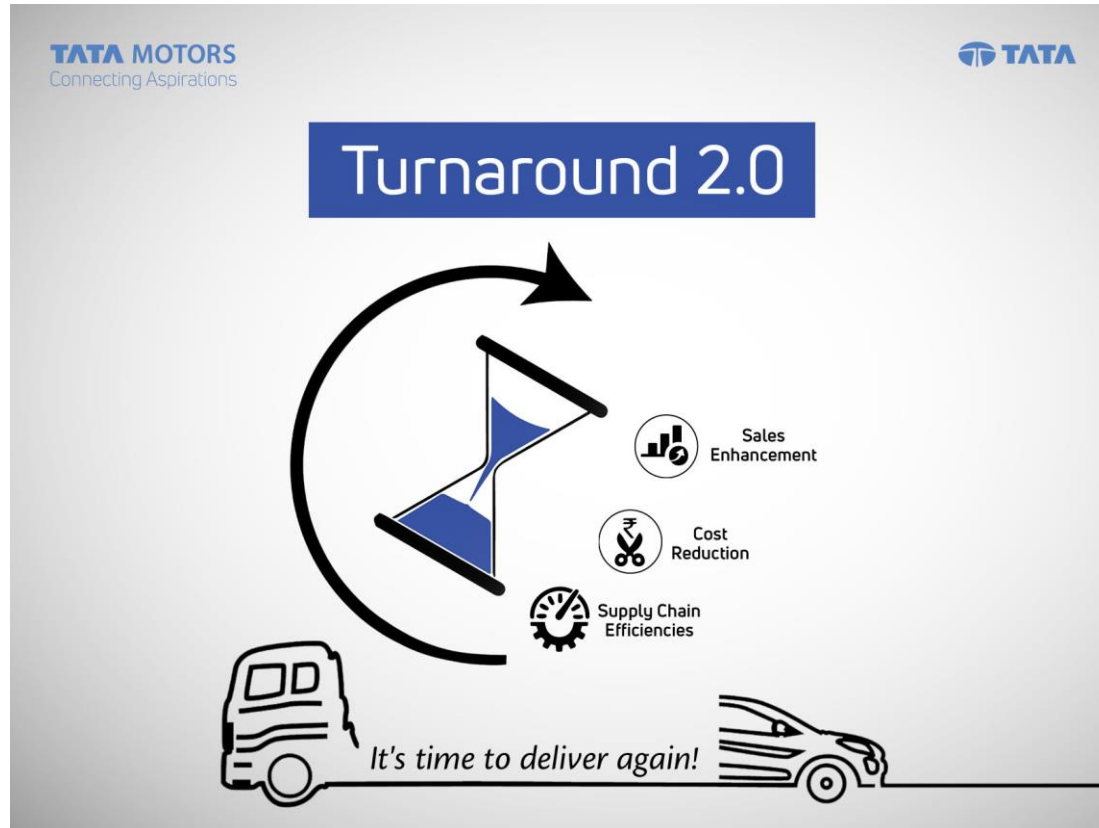 TATA MOTORS
Connecting Aspirations
TATA
Turnaround 2.0
Sales
Enhancement
₹
Cost
Reduction
Supply Chain
Efficiencies
It's time to deliver again!